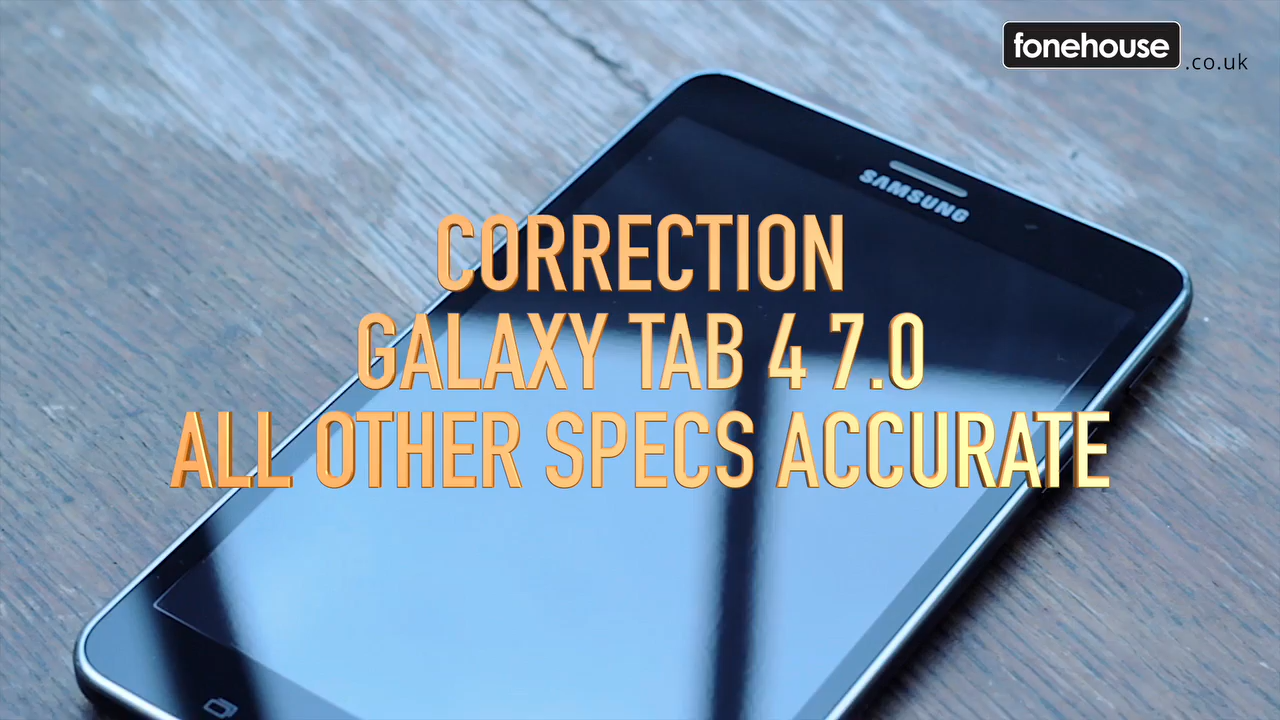 fonehouse
.co.uk
SAMSUNG
CORRECTION
GALAXY TAB 4 7.0
ALL OTHER SPECS ACCURATE